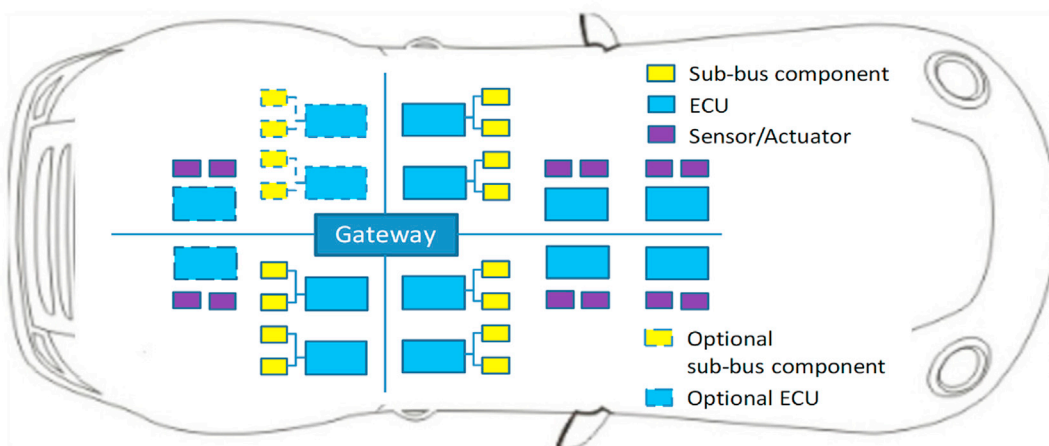 Sub-bus component
ECU
Sensor/Actuator
Gateway
Optional
sub-bus component
Optional ECU